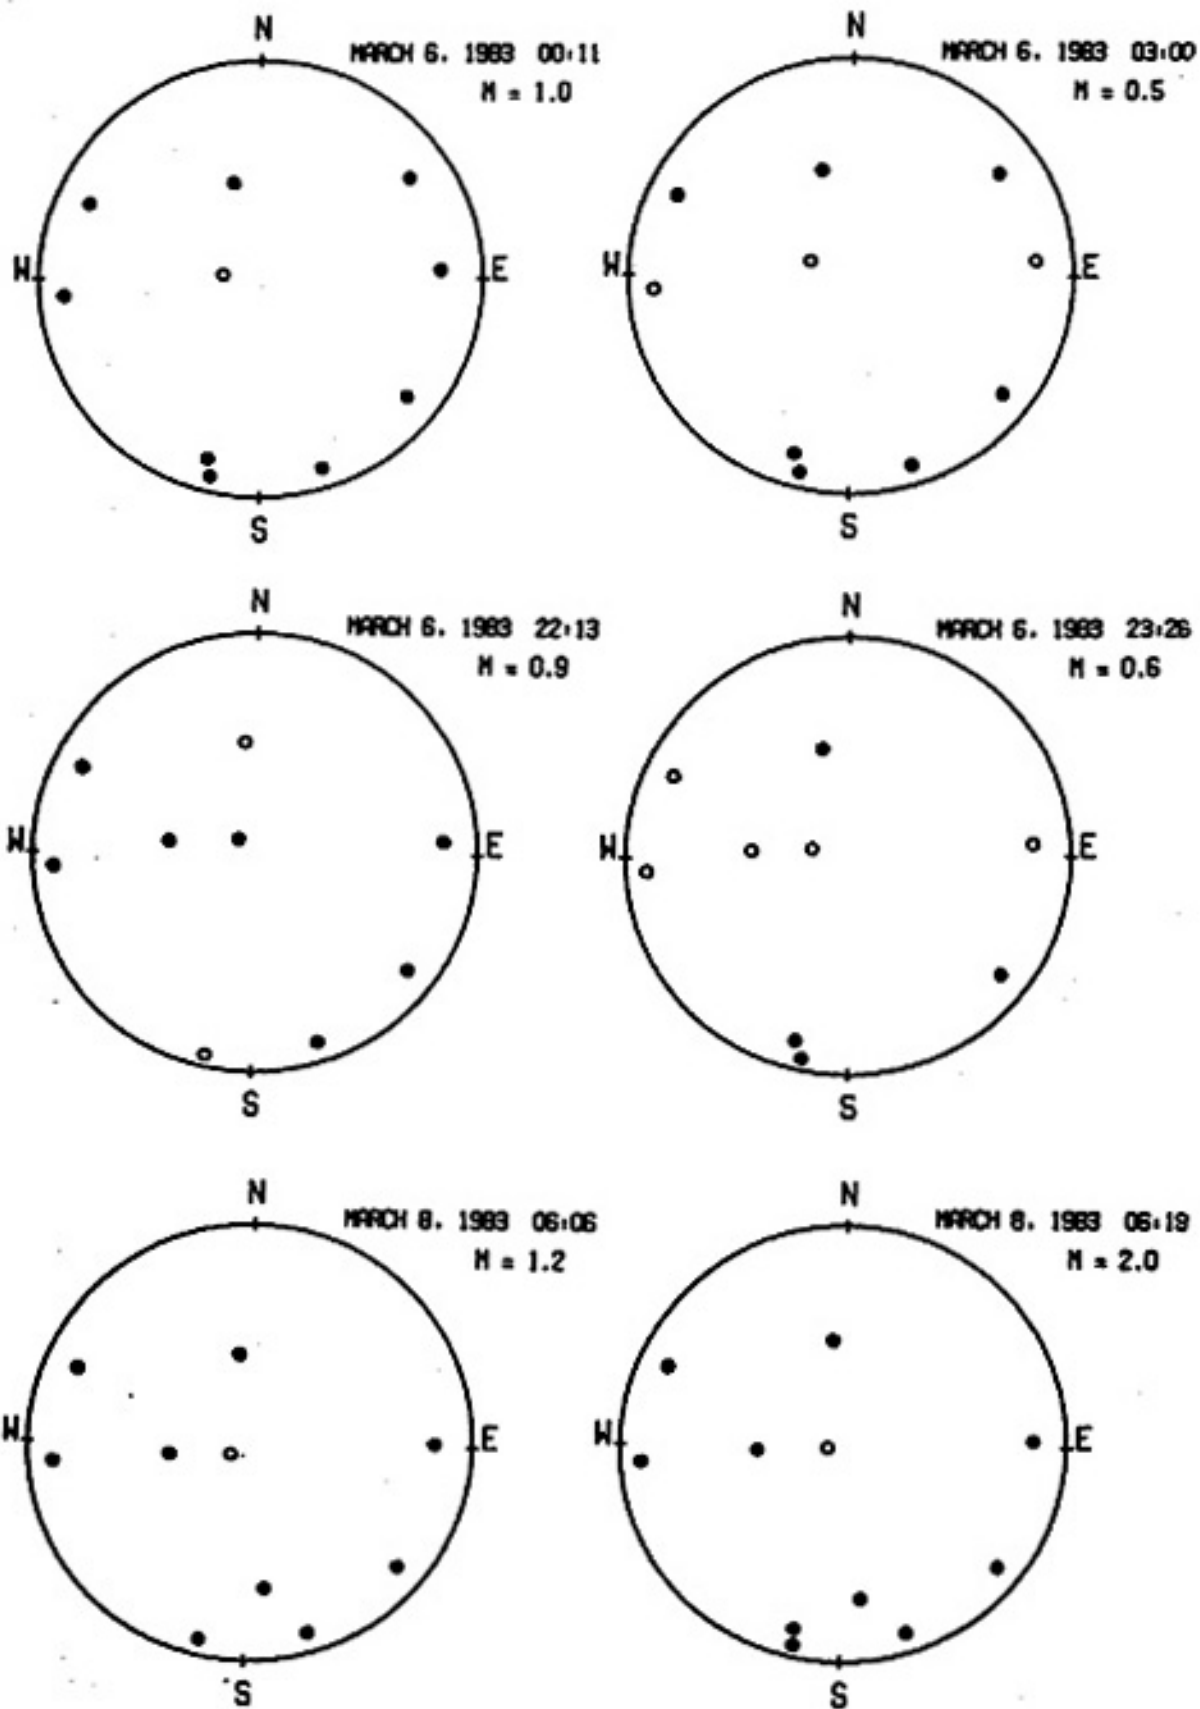 N
MARCH 6, 1983 00:11
M = 1.0
W
E
S
N
MARCH 6, 1983 03:00
M = 0.5
W
E
S
N
MARCH 6, 1983 22:13
M = 0.9
W
E
S
N
MARCH 6, 1983 23:26
M = 0.6
W
E
S
N
MARCH 8, 1983 06:06
M = 1.2
W
E
S
N
MARCH 8, 1983 06:19
M = 2.0
W
E
S